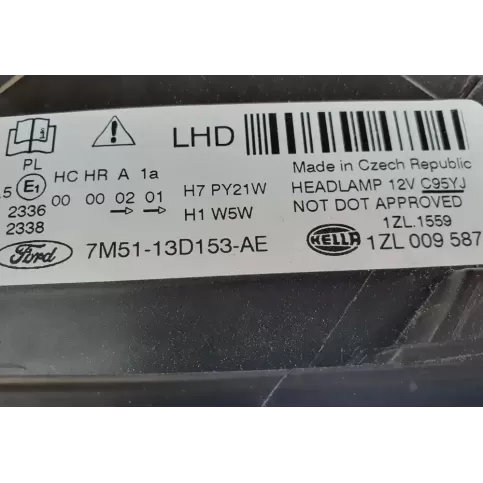 LHD
PL
Made in Czech Republic
HC HR A 1a
H7 PY21W
HEADLAMP 12V C95YJ
.5 E1
00 00 02 01
NOT DOT APPROVED
2336
H1 W5W
1ZL.1559
2338
Ford 7M51-13D153-AE
HELLA 1ZL 009 587